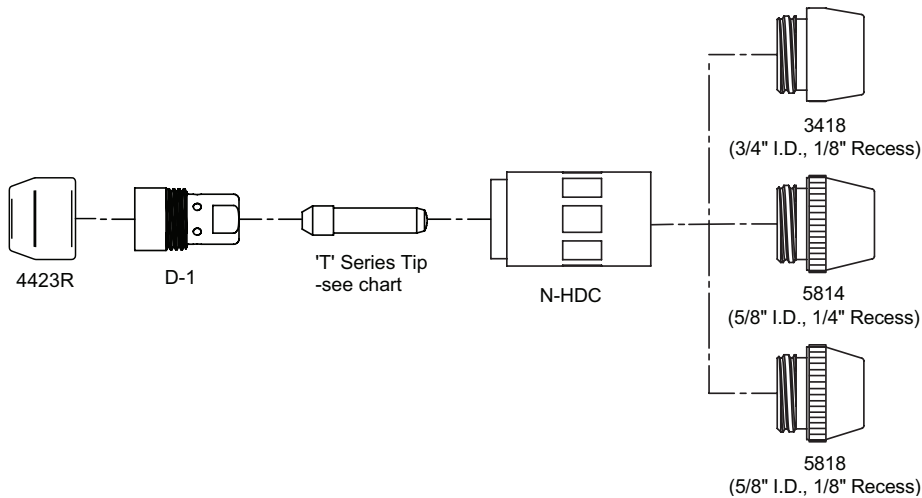 4423R
D-1
'T' Series Tip
-see chart
N-HDC
3418
(3/4" I.D., 1/8" Recess)
5814
(5/8" I.D., 1/4" Recess)
5818
(5/8" I.D., 1/8" Recess)